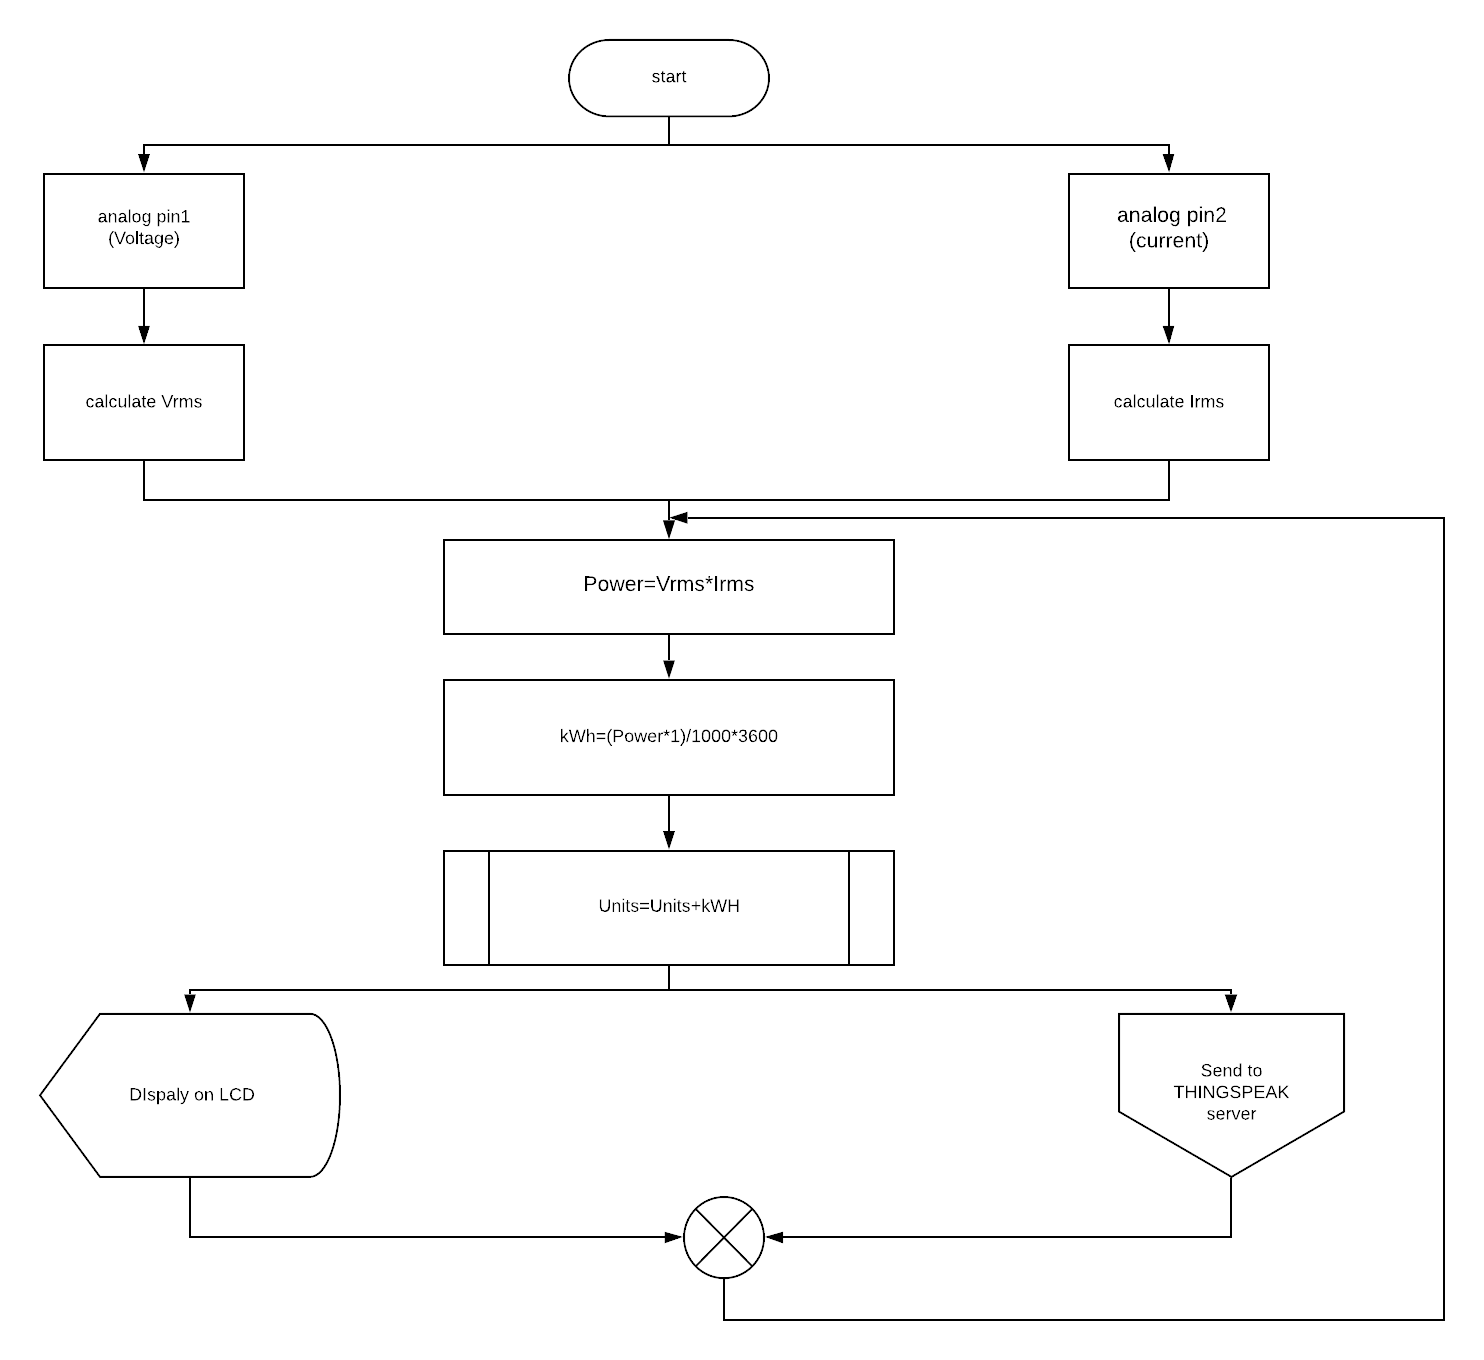 start
analog pin1
(Voltage)
analog pin2
(current)
calculate Vrms
calculate Irms
Power=Vrms*Irms
kWh=(Power*1)/1000*3600
Units=Units+kWH
DIspaly on LCD
Send to
THINGSPEAK
server